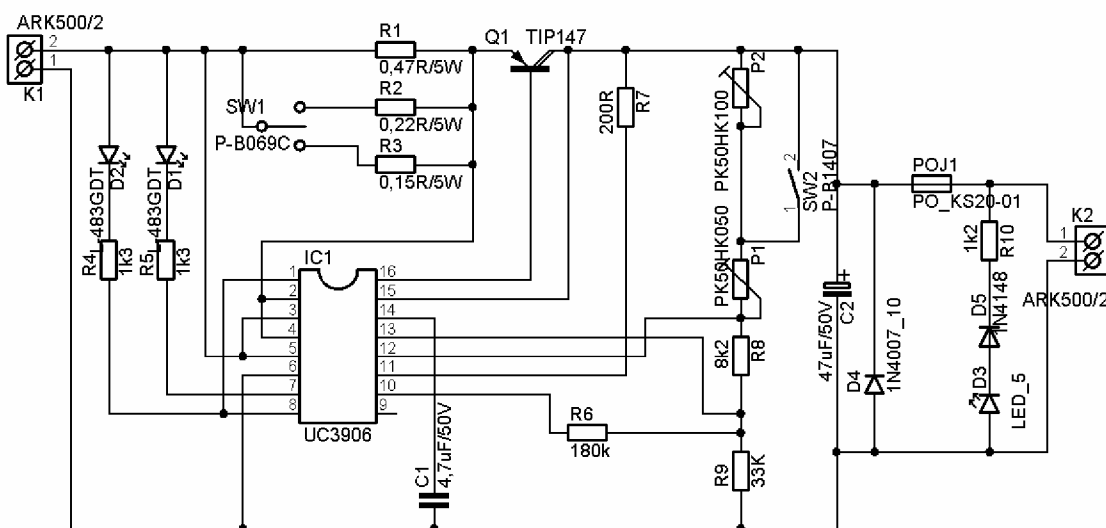 ARK500/2
2
1
K1
R1
0,47R/5W
Q1
TIP147
SW1
P-B069C
R2
0,22R/5W
R3
0,15R/5W
200R
R7
PK50HK100
P2
2
1
SW2
P-B1407
POJ1
PO_KS20-01
K2
1
2
ARK500/2
L-483GDT
D2
L-483GDT
D1
R4
1k3
R5
1k3
IC1
1
2
3
4
5
6
7
8
16
15
14
13
12
11
10
9
UC3906
PK50HK050
P1
1k2
R10
D5
1N4148
8k2
R8
47uF/50V
C2
+
D4
1N4007_10
D3
LED_5
R6
180k
C1
4,7uF/50V
R9
33K